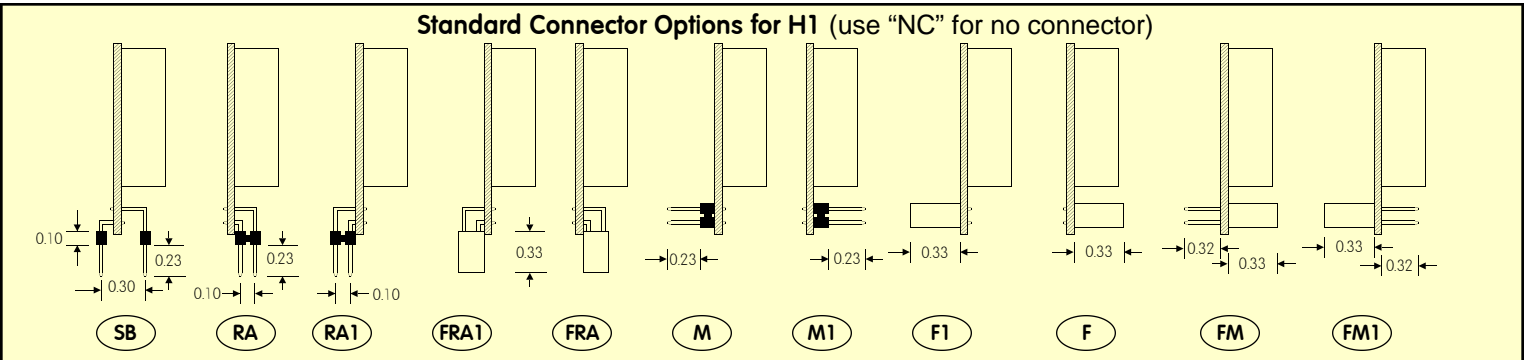 Standard Connector Options for H1 (use “NC” for no connector)
0.10
0.23
0.30
0.23
0.10
0.10
0.33
0.23
0.23
0.33
0.33
0.32
0.33
0.33
0.32
SB
RA
RA1
FRA1
FRA
M
M1
F1
F
FM
FM1